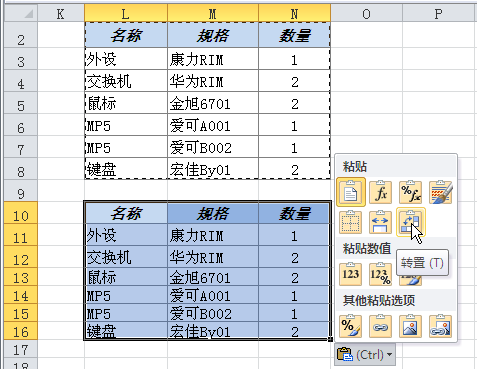 K L M N O P
2 名称 规格 数量
3 外设 康力RIM 1
4 交换机 华为RIM 2
5 鼠标 金旭6701 2
6 MP5 爱可A001 1
7 MP5 爱可B002 1
8 键盘 宏佳By01 2
9
10 名称 规格 数量
11 外设 康力RIM 1
12 交换机 华为RIM 2
13 鼠标 金旭6701 2
14 MP5 爱可A001 1
15 MP5 爱可B002 1
16 键盘 宏佳By01 2
17
18
粘贴
fx %fx
转置 (T)
粘贴数值
123 123%
其他粘贴选项
%
(Ctrl)